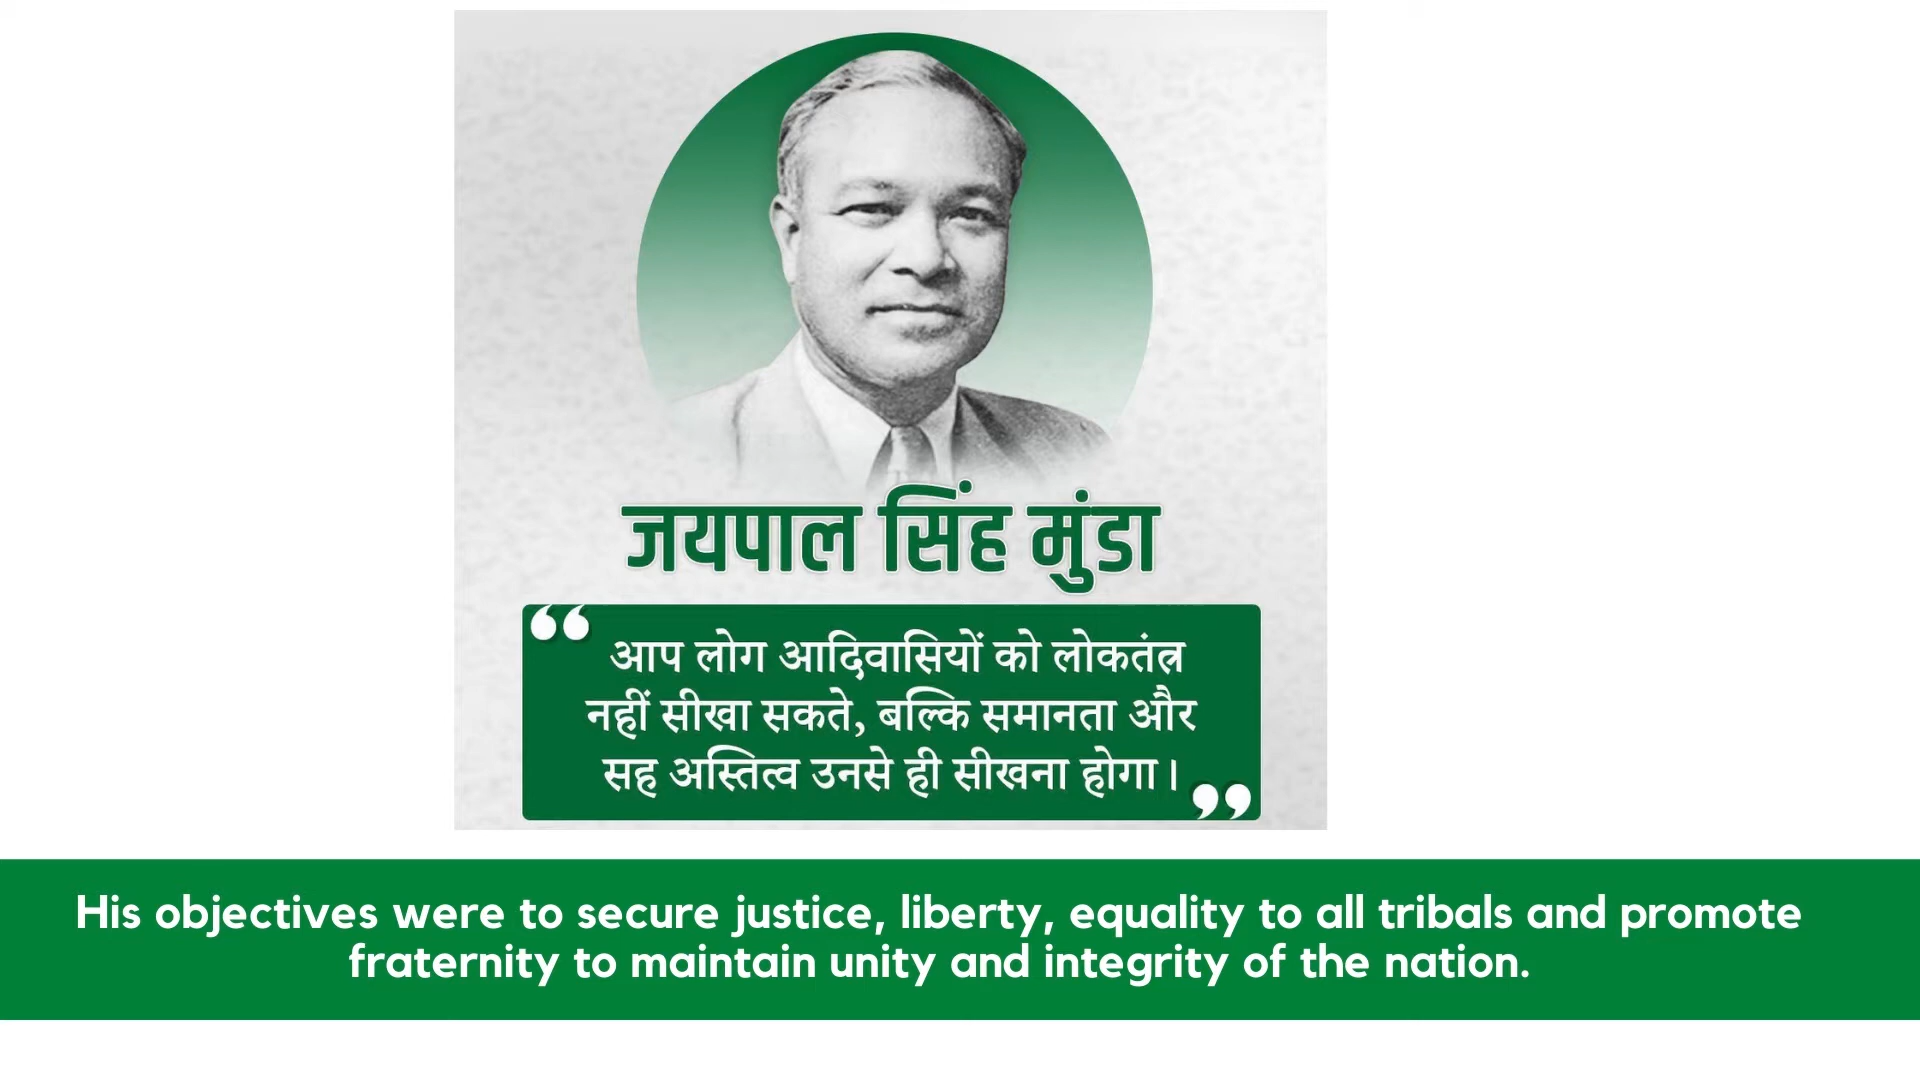 जयपाल सिंह मुंडा
“ आप लोग आदिवासियों को लोकतंत्र
नहीं सीखा सकते, बल्कि समानता और
सह अस्तित्व उनसे ही सीखना होगा। ”
His objectives were to secure justice, liberty, equality to all tribals and promote
fraternity to maintain unity and integrity of the nation.